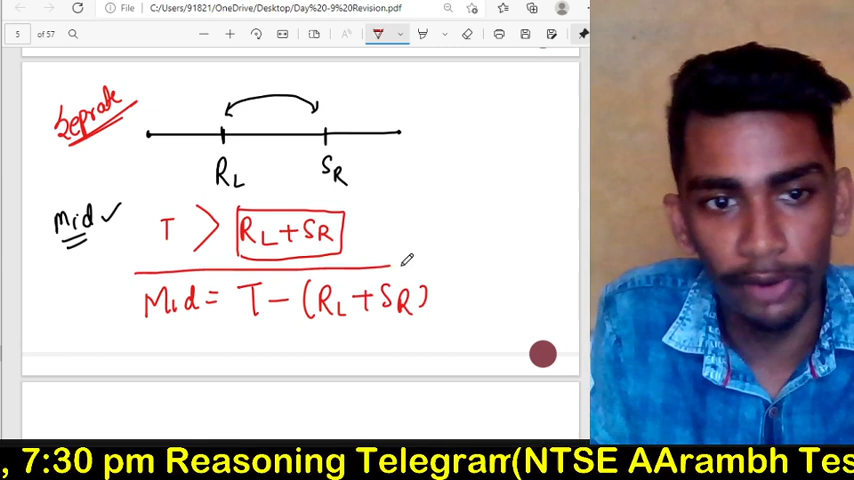 File
C:/Users/91821/OneDrive/Desktop/Day%20-9%20Revision.pdf
5 of 57
Seprate
RL SR
Mid ✓
T > RL+SR
Mid = T - (RL+SR)
, 7:30 pm Reasoning Telegram(NTSE AArambh Tes